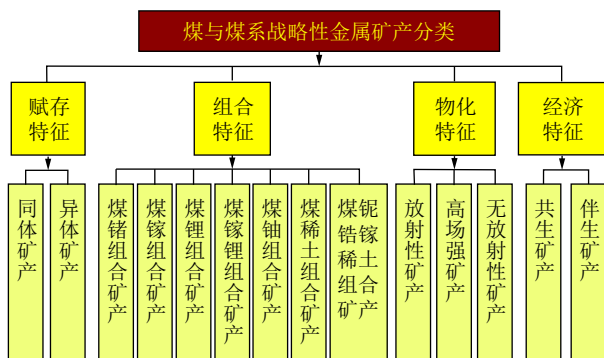 煤与煤系战略性金属矿产分类
赋存
特征
组合
特征
物化
特征
经济
特征
同体矿产
异体矿产
煤锗组合矿产
煤镓组合矿产
煤锂组合矿产
煤镓锂组合矿产
煤铀组合矿产
煤稀土组合矿产
煤铌
锆镓
稀土
组合
矿产
放射性矿产
高场强矿产
无放射性矿产
共生矿产
伴生矿产